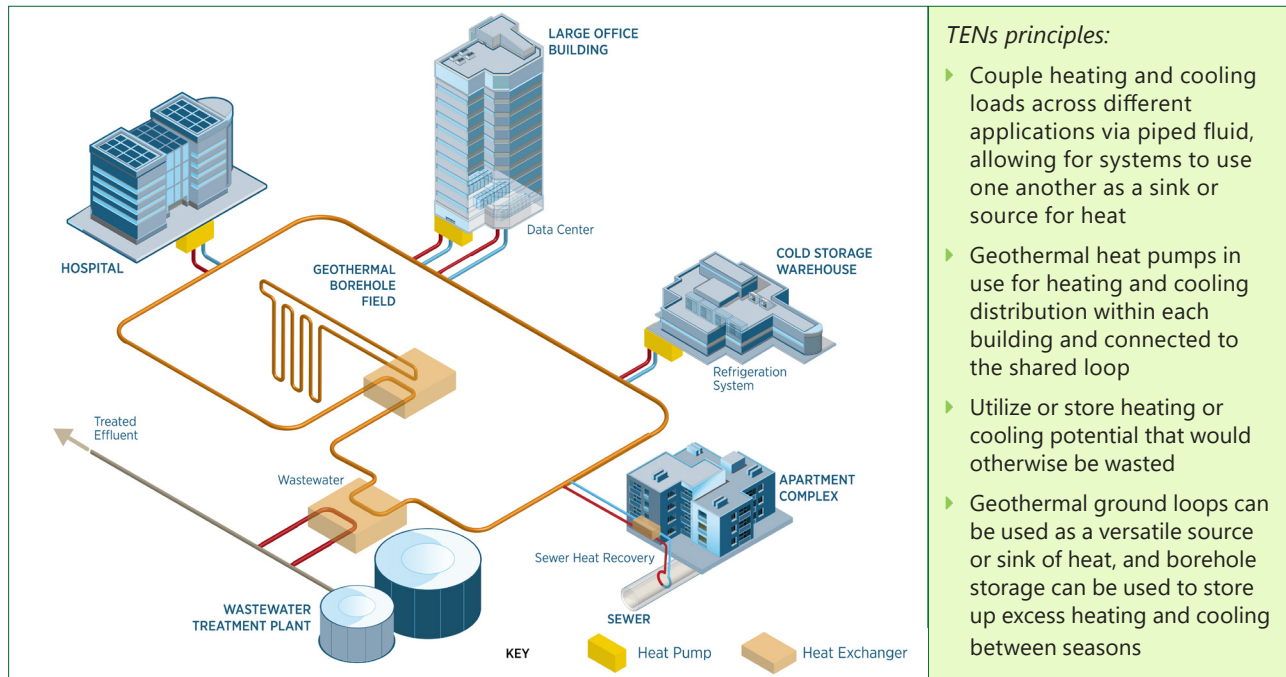 LARGE OFFICE
BUILDING
Data Center
HOSPITAL
GEOTHERMAL
BOREHOLE
FIELD
COLD STORAGE
WAREHOUSE
Refrigeration
System
Treated
Effluent
Wastewater
APARTMENT
COMPLEX
Sewer Heat Recovery
SEWER
WASTEWATER
TREATMENT PLANT
KEY
Heat Pump
Heat Exchanger
TENs principles:
Couple heating and cooling
loads across different
applications via piped fluid,
allowing for systems to use
one another as a sink or
source for heat
Geothermal heat pumps in
use for heating and cooling
distribution within each
building and connected to
the shared loop
Utilize or store heating or
cooling potential that would
otherwise be wasted
Geothermal ground loops can
be used as a versatile source
or sink of heat, and borehole
storage can be used to store
up excess heating and cooling
between seasons